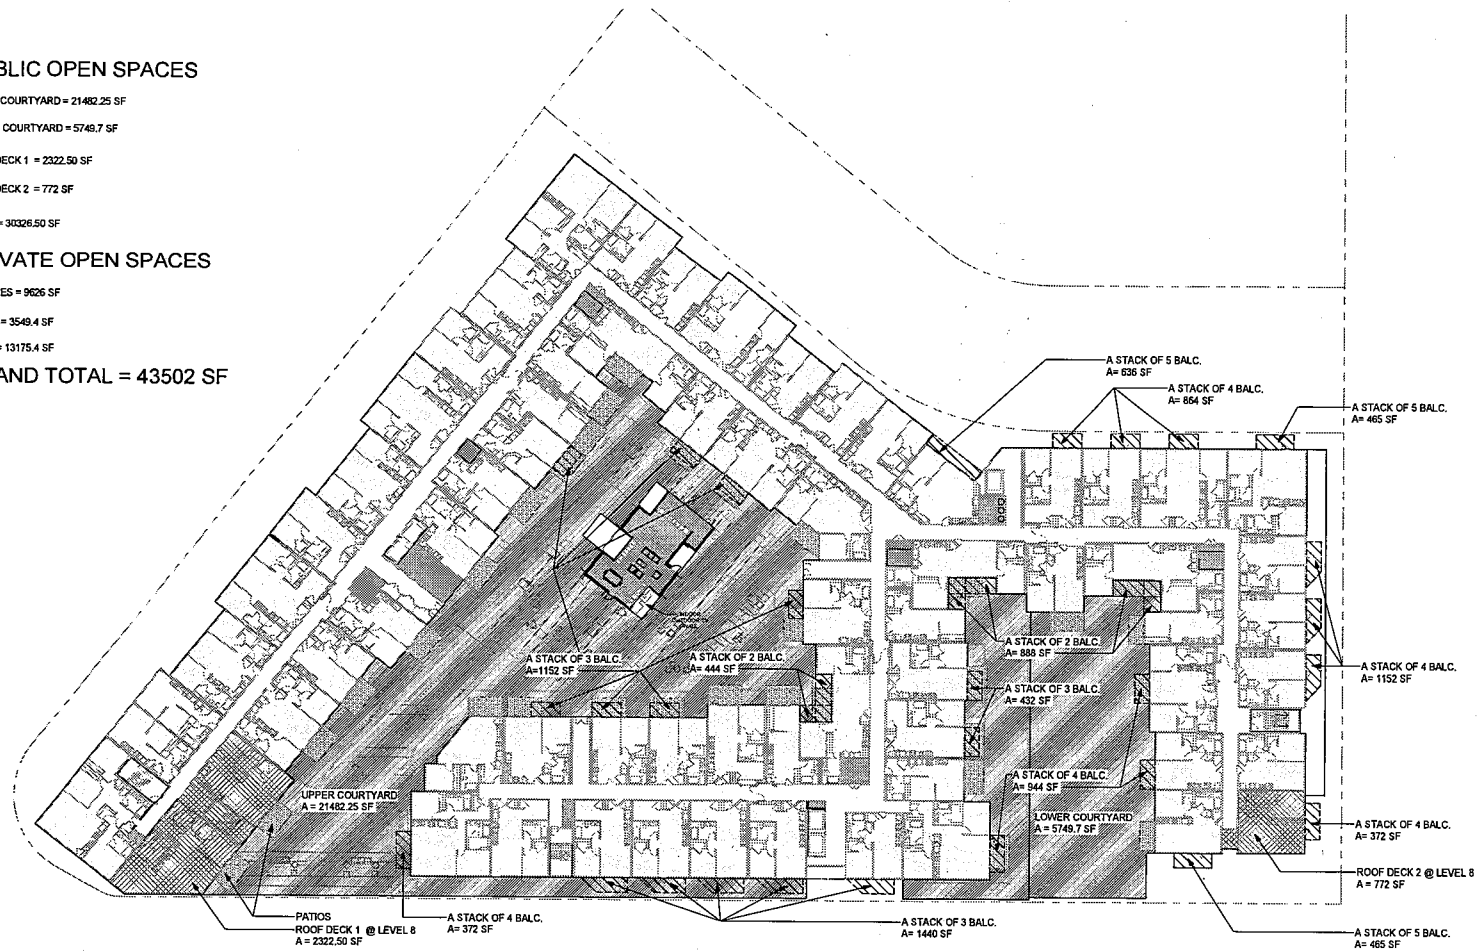 BLIC OPEN SPACES
COURTYARD = 21482.25 SF
COURTYARD = 5749.7 SF
DECK 1 = 2322.50 SF
DECK 2 = 772 SF
= 30326.50 SF
VATE OPEN SPACES
ES = 9626 SF
= 3549.4 SF
= 13175.4 SF
AND TOTAL = 43502 SF
A STACK OF 5 BALC.
A= 636 SF
A STACK OF 4 BALC.
A= 864 SF
A STACK OF 5 BALC.
A= 465 SF
A STACK OF 3 BALC.
A=1152 SF
A STACK OF 2 BALC.
A= 444 SF
A STACK OF 2 BALC.
A= 888 SF
A STACK OF 3 BALC.
A= 432 SF
A STACK OF 4 BALC.
A= 1152 SF
UPPER COURTYARD
A = 21482.25 SF
A STACK OF 4 BALC.
A= 944 SF
LOWER COURTYARD
A = 5749.7 SF
A STACK OF 4 BALC.
A= 372 SF
ROOF DECK 2 @ LEVEL 8
A = 772 SF
PATIOS
ROOF DECK 1 @ LEVEL 8
A = 2322.50 SF
A STACK OF 4 BALC.
A= 372 SF
A STACK OF 3 BALC.
A= 1440 SF
A STACK OF 5 BALC.
A= 465 SF